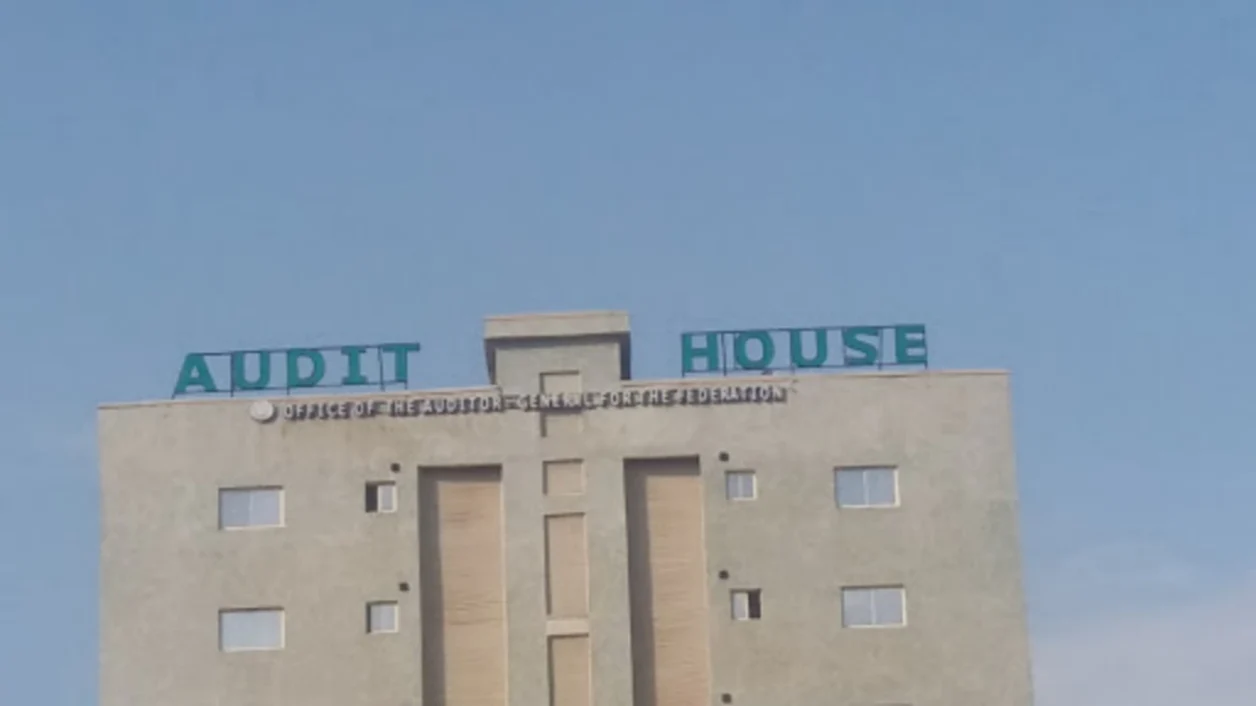 AUDIT HOUSE
OFFICE OF THE AUDITOR-GENERAL FOR THE FEDERATION